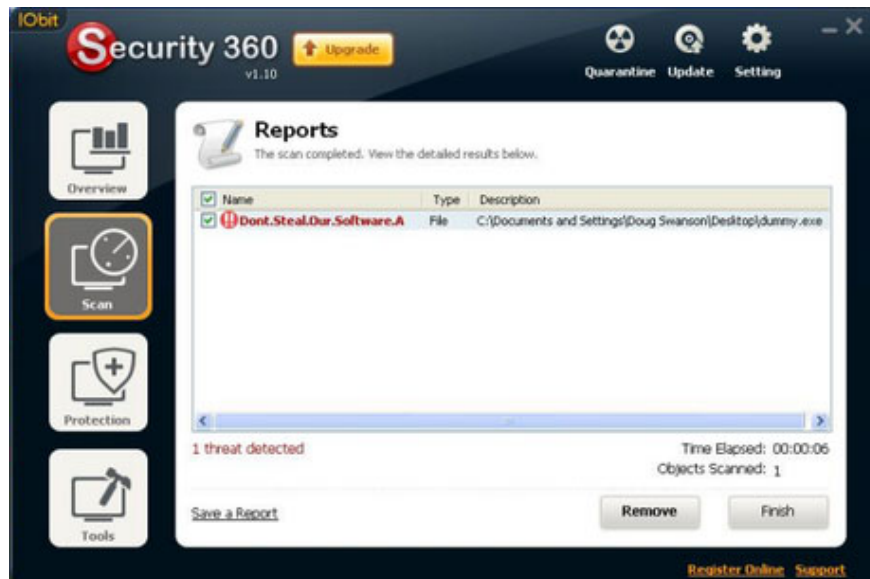 IObit
Security 360
Upgrade
v1.10
Quarantine Update Setting
Overview
Scan
Protection
Tools
Reports
The scan completed. View the detailed results below.
Name Type Description
Dont.Steal.Our.Software.A File C:\Documents and Settings\Doug Swanson\Desktop\dummy.exe
1 threat detected
Time Elapsed: 00:00:06
Objects Scanned: 1
Save a Report
Remove Finish
Register Online Support